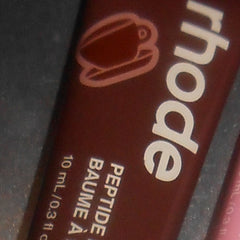 rhode
PEPTIDE
BAUME À
10 mL / 0.3 fl o